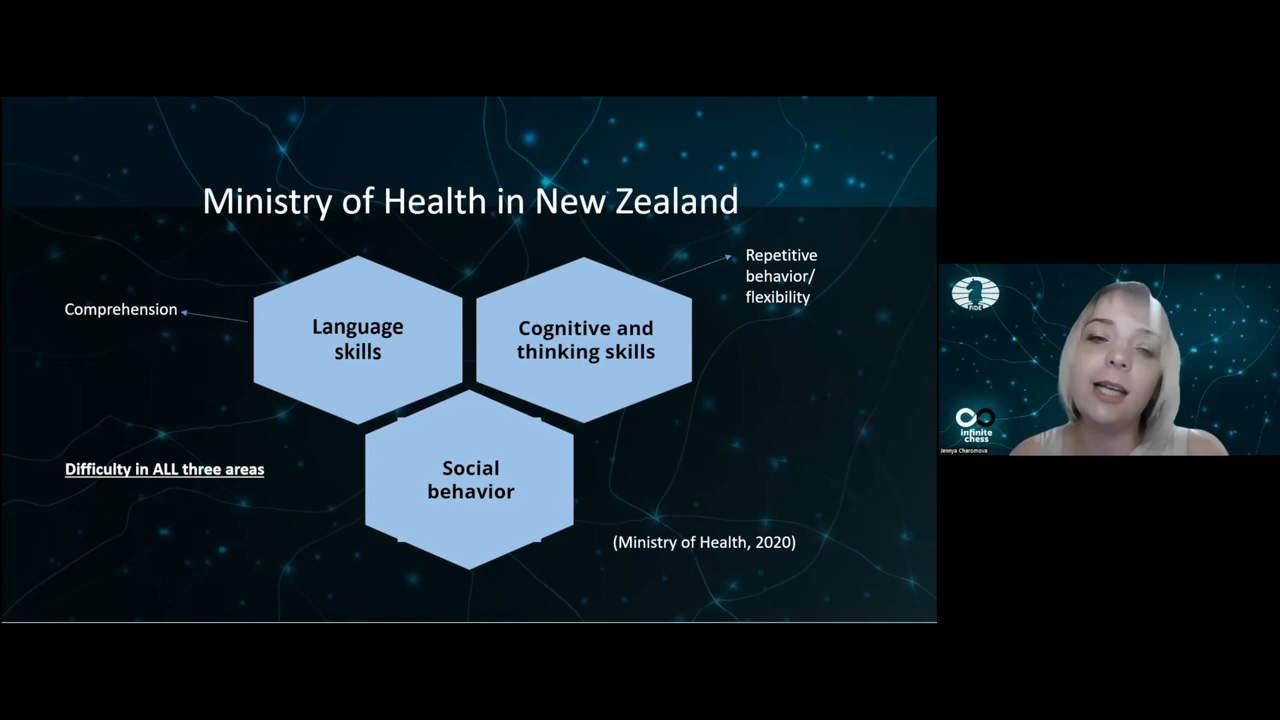 Ministry of Health in New Zealand
Repetitive
behavior/
flexibility
Comprehension
Language
skills
Cognitive and
thinking skills
Difficulty in ALL three areas
Social
behavior
(Ministry of Health, 2020)
FIDE
infinite
chess
Jennya Charomova